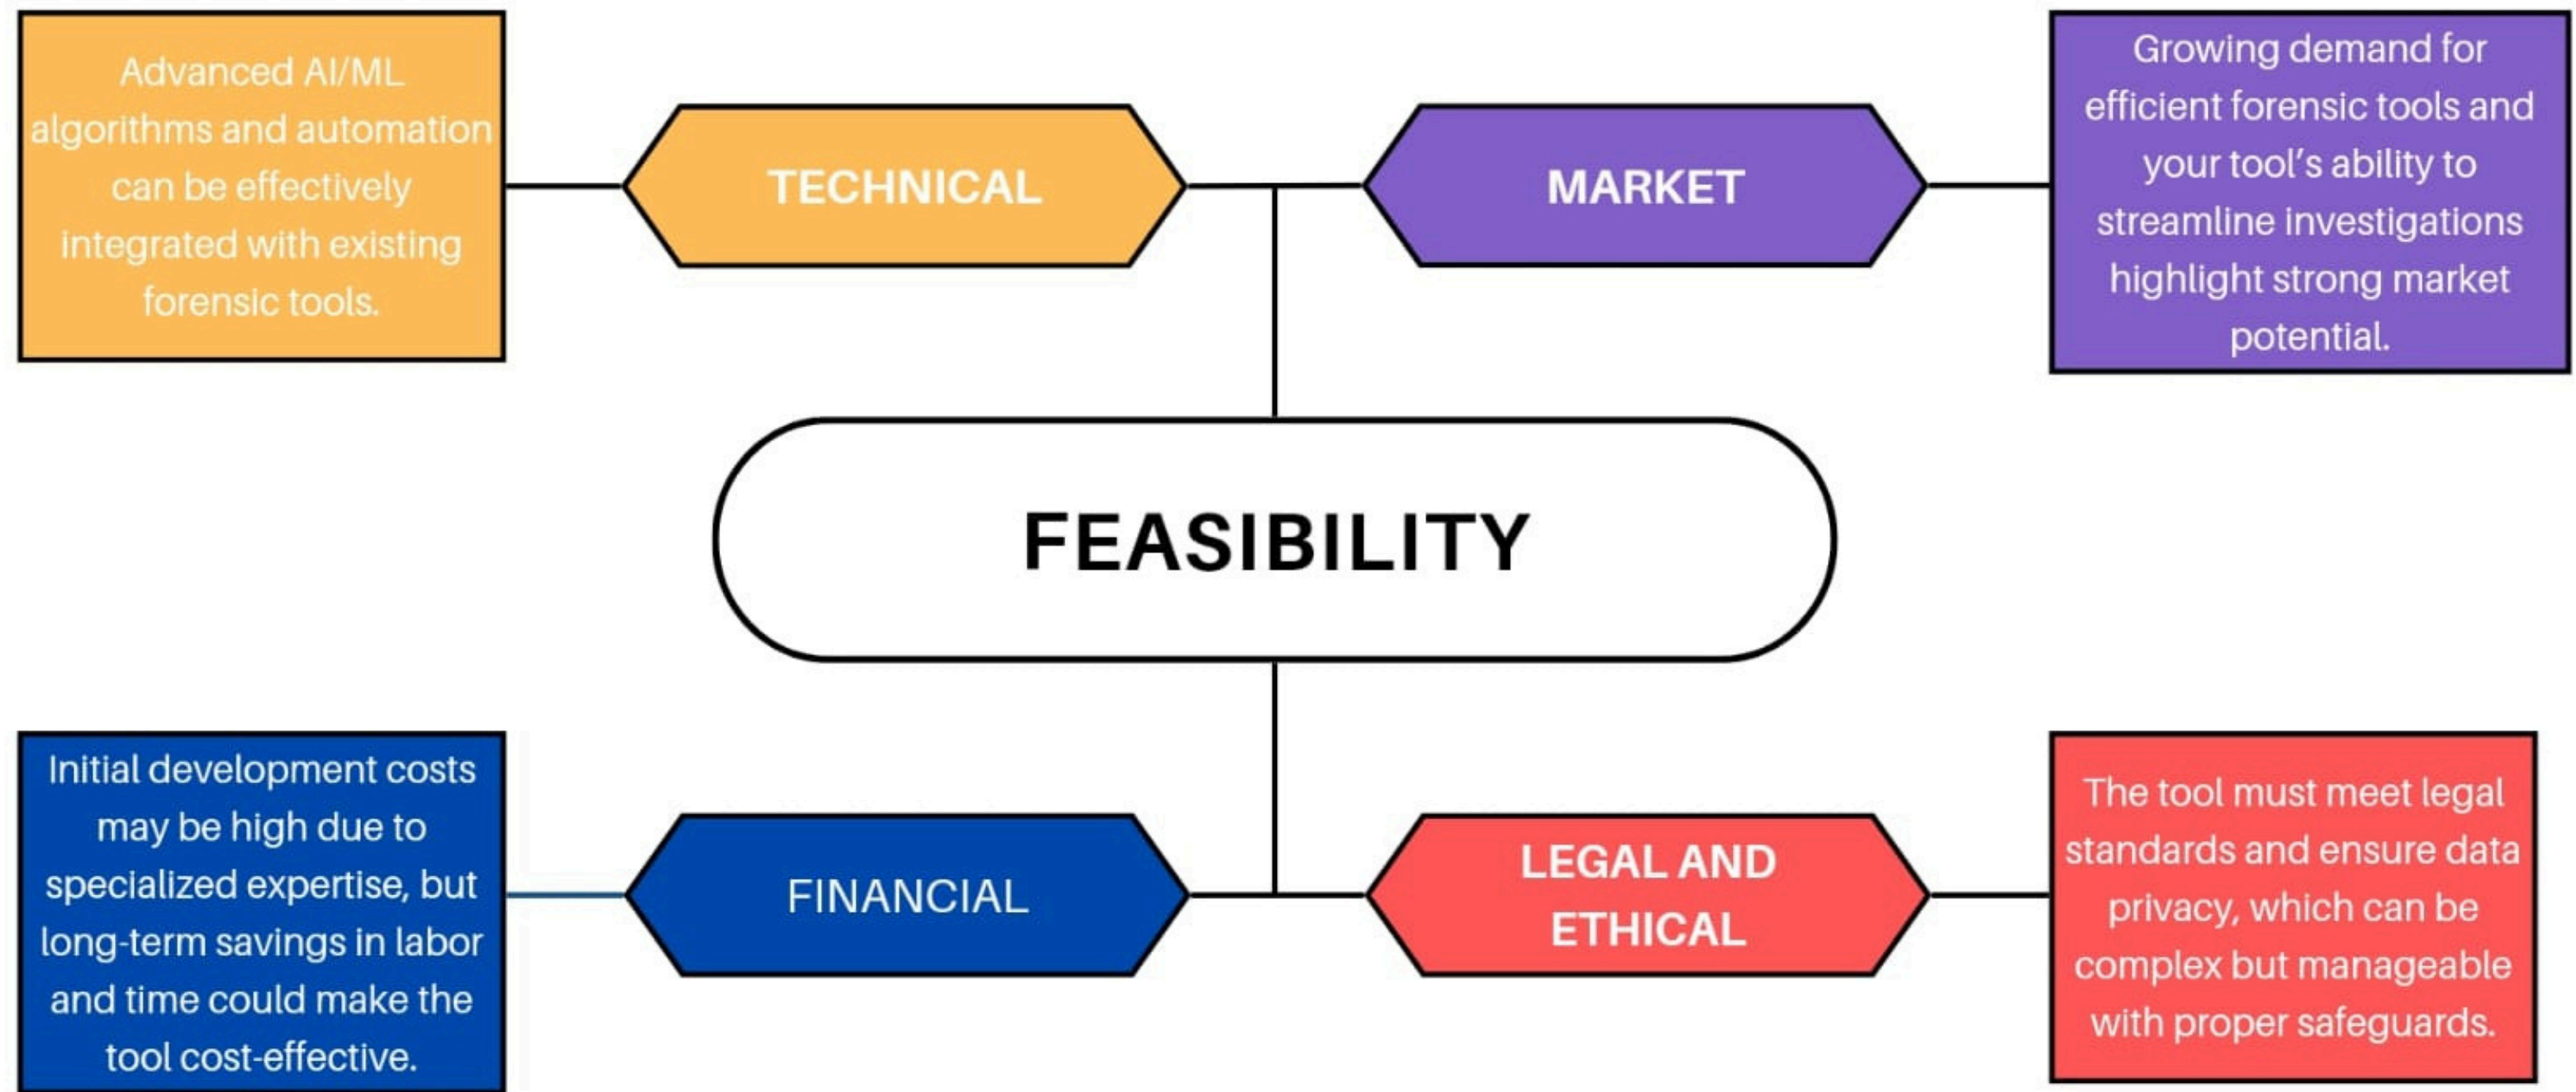 Advanced AI/ML
algorithms and automation
can be effectively
integrated with existing
forensic tools.
TECHNICAL
MARKET
Growing demand for
efficient forensic tools and
your tool's ability to
streamline investigations
highlight strong market
potential.
FEASIBILITY
Initial development costs
may be high due to
specialized expertise, but
long-term savings in labor
and time could make the
tool cost-effective.
FINANCIAL
LEGAL AND
ETHICAL
The tool must meet legal
standards and ensure data
privacy, which can be
complex but manageable
with proper safeguards.